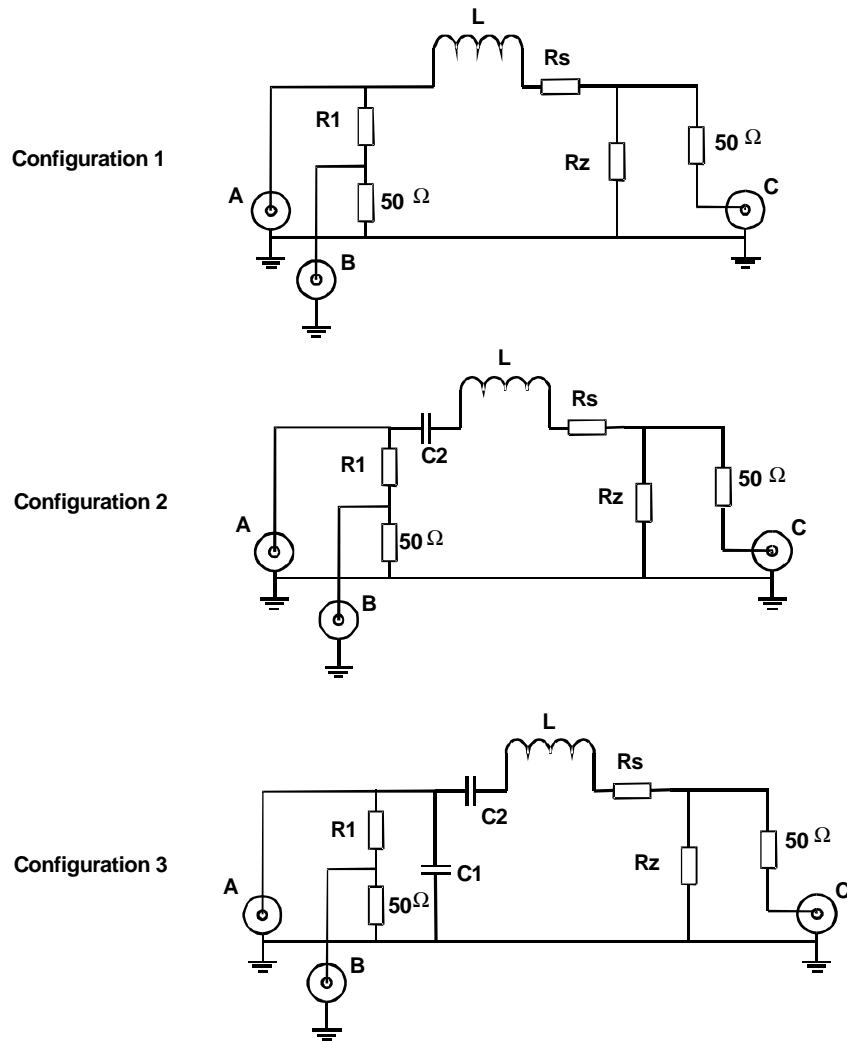 L
Rs
R1
50 Ω
Configuration 1
Rz
A
50 Ω
C
B
L
Rs
C2
R1
50 Ω
Configuration 2
Rz
A
50 Ω
C
B
L
Rs
C2
R1
50 Ω
Configuration 3
C1
Rz
A
50 Ω
C
B